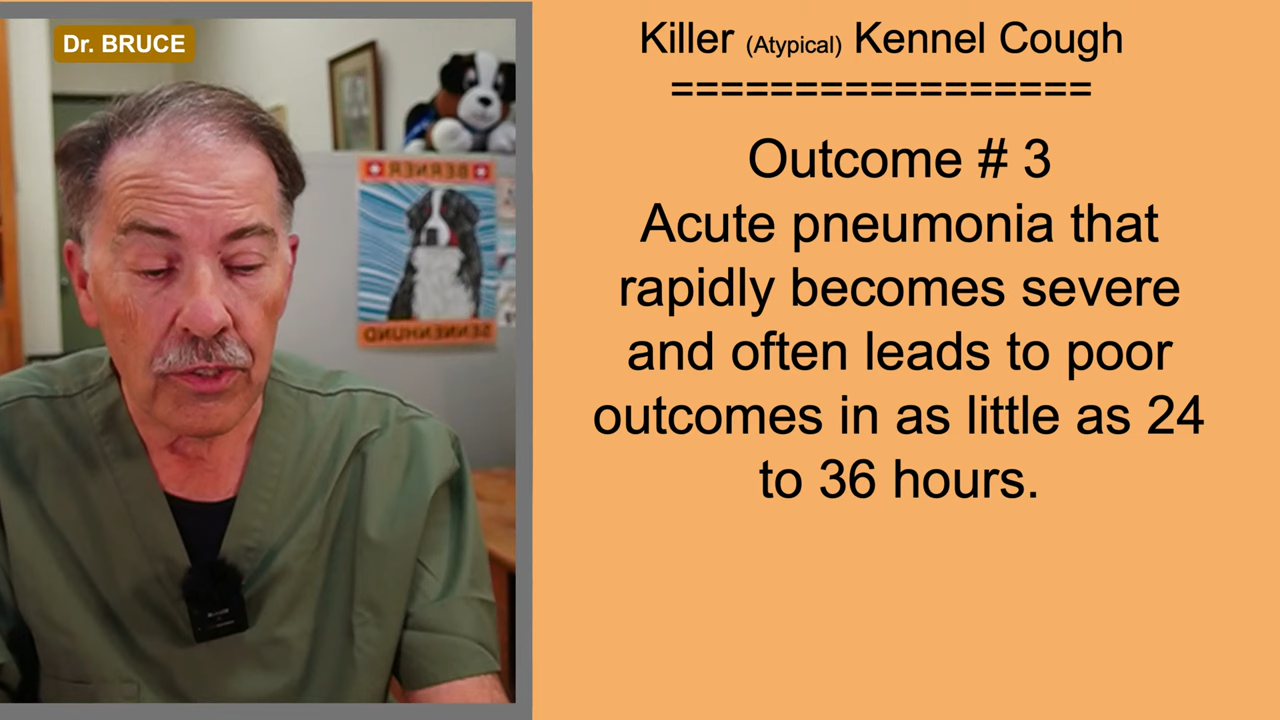 Dr. BRUCE
Killer (Atypical) Kennel Cough
=================
Outcome # 3
Acute pneumonia that
rapidly becomes severe
and often leads to poor
outcomes in as little as 24
to 36 hours.
BERNER
SENNENHUND